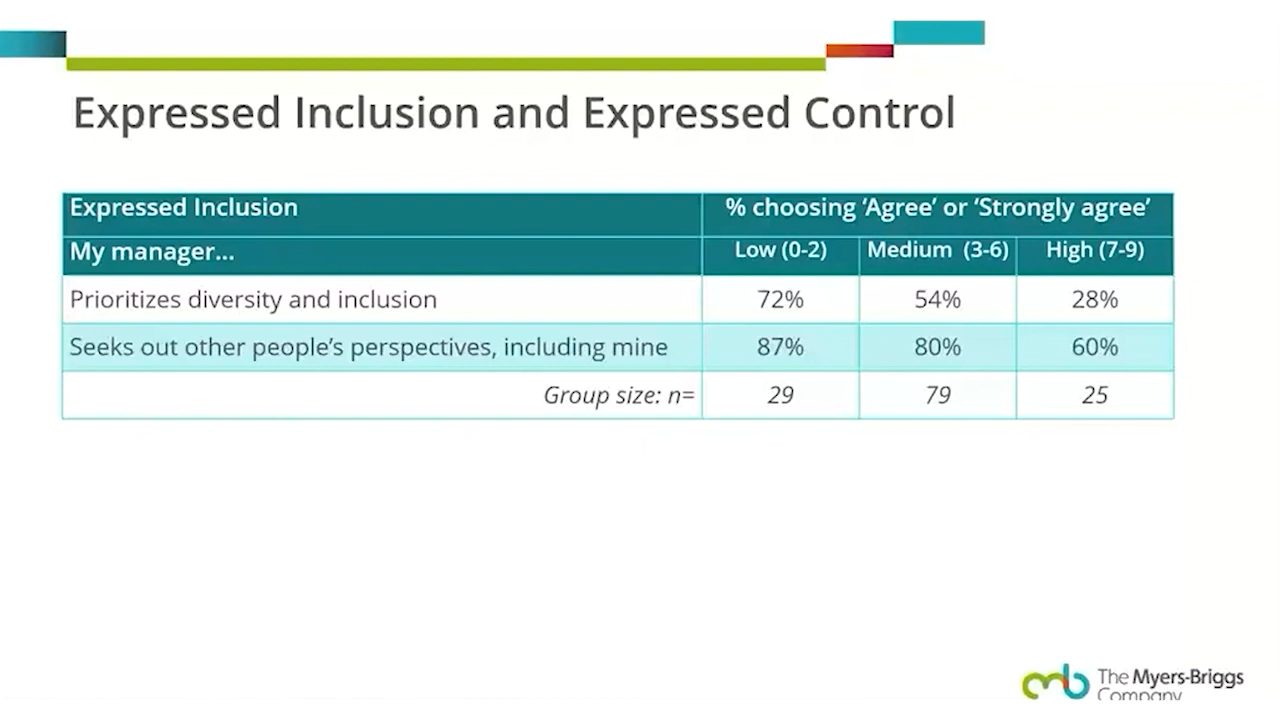 Expressed Inclusion and Expressed Control
Expressed Inclusion % choosing ‘Agree’ or ‘Strongly agree’
My manager... Low (0-2) Medium (3-6) High (7-9)
Prioritizes diversity and inclusion 72% 54% 28%
Seeks out other people’s perspectives, including mine 87% 80% 60%
Group size: n= 29 79 25
The Myers-Briggs
Company